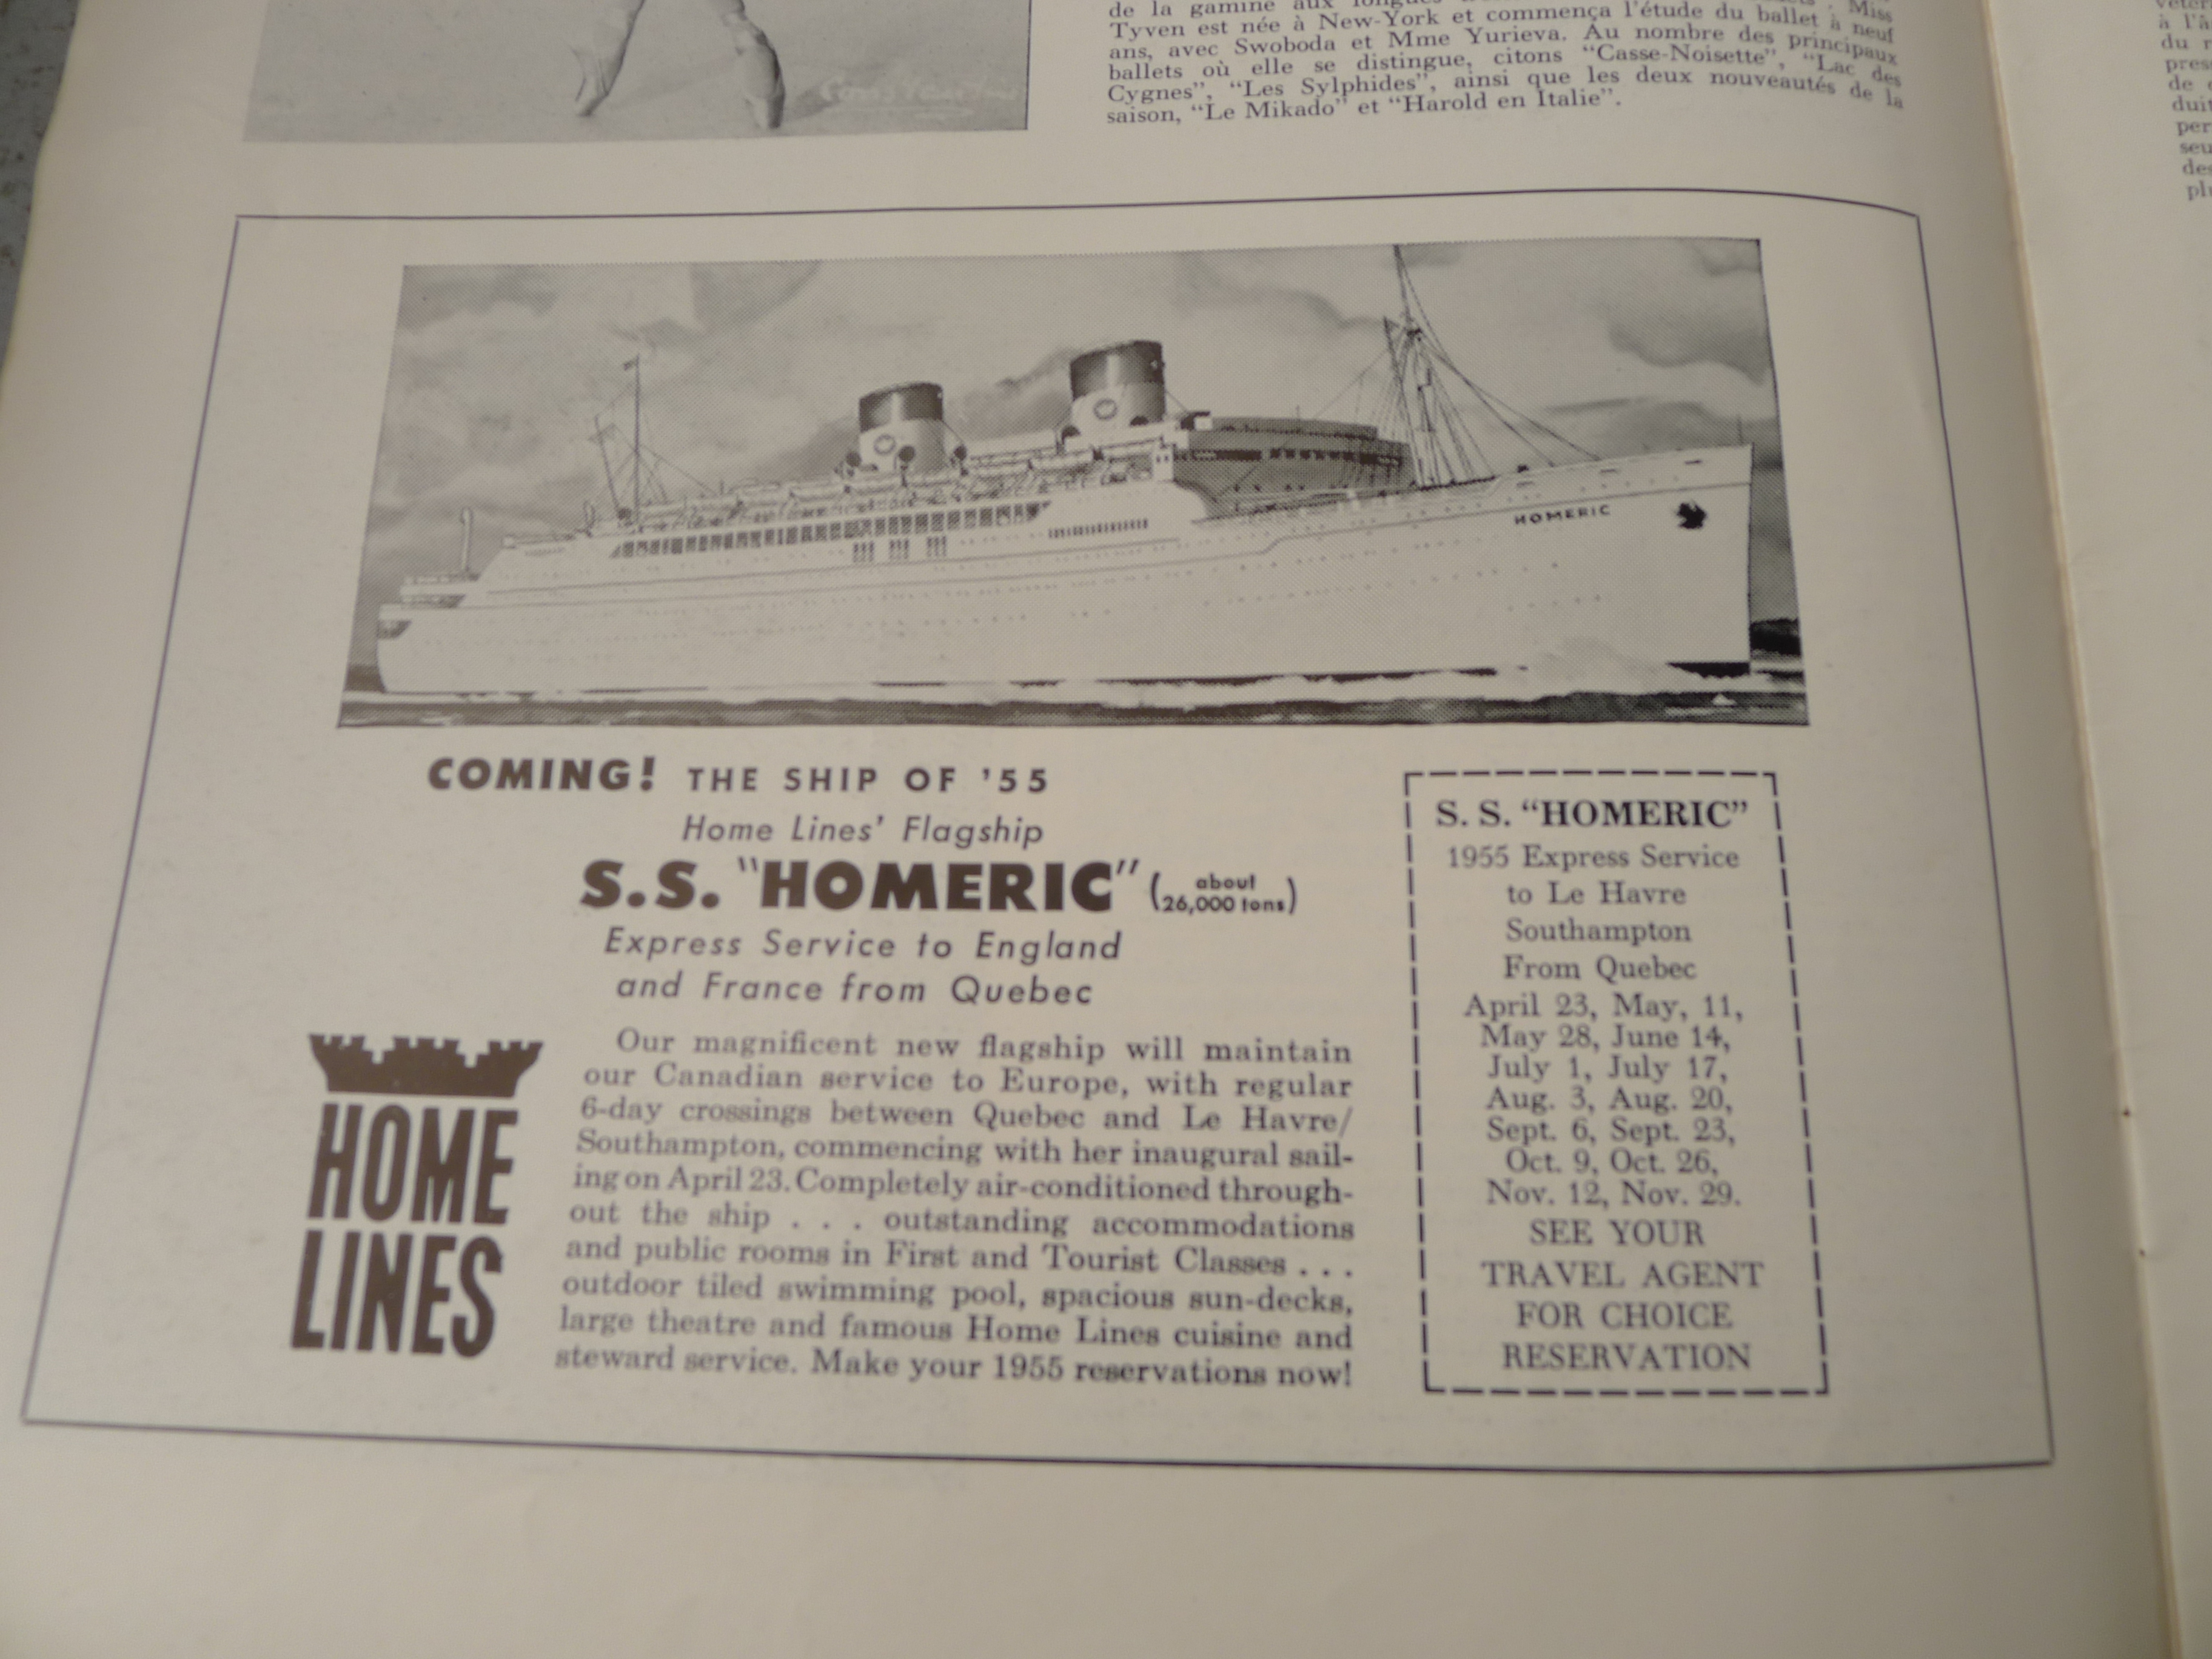 de la gamine aux longues
Miss
Tyven est née à New-York et commença l'étude du ballet à neuf
ans, avec Swoboda et Mme Yurieva. Au nombre des principaux
ballets où elle se distingue, citons “Casse-Noisette”, “Lac des
Cygnes”, “Les Sylphides”, ainsi que les deux nouveautés de la
saison, “Le Mikado” et “Harold en Italie”.
à l'â
du r
pres
de
duit
per
seu
des
plu
HOMERIC
COMING! THE SHIP OF '55
Home Lines' Flagship
S.S. "HOMERIC" (about 26,000 tons)
Express Service to England
and France from Quebec
HOME
LINES
Our magnificent new flagship will maintain
our Canadian service to Europe, with regular
6-day crossings between Quebec and Le Havre/
Southampton, commencing with her inaugural sail-
ing on April 23. Completely air-conditioned through-
out the ship . . . outstanding accommodations
and public rooms in First and Tourist Classes . . .
outdoor tiled swimming pool, spacious sun-decks,
large theatre and famous Home Lines cuisine and
steward service. Make your 1955 reservations now!
S. S. “HOMERIC”
1955 Express Service
to Le Havre
Southampton
From Quebec
April 23, May, 11,
May 28, June 14,
July 1, July 17,
Aug. 3, Aug. 20,
Sept. 6, Sept. 23,
Oct. 9, Oct. 26,
Nov. 12, Nov. 29.
SEE YOUR
TRAVEL AGENT
FOR CHOICE
RESERVATION